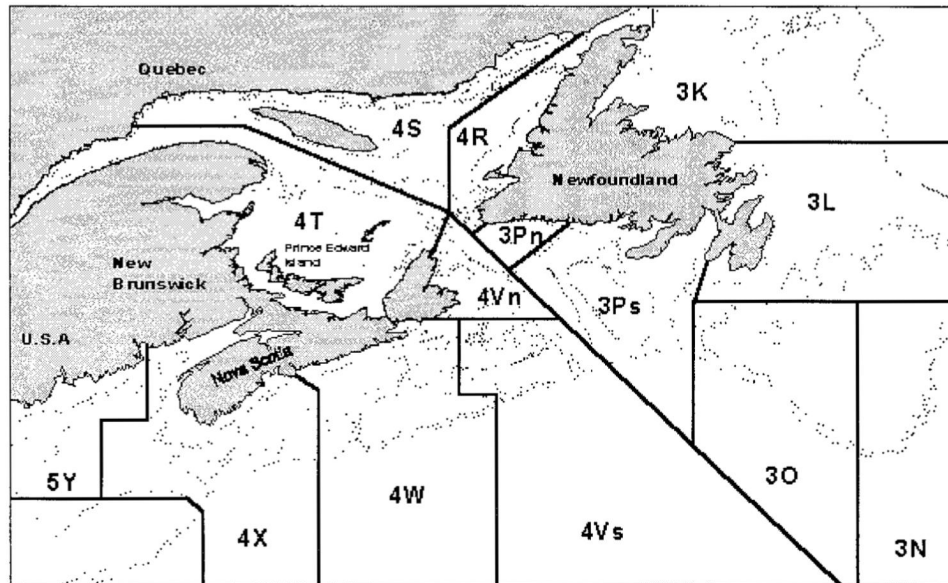 Quebec
3K
4S
4R
Newfoundland
3L
4T
3Pn
Prince Edward
Island
New
Brunswick
4Vn
3Ps
U.S.A
Nova Scotia
5Y
4W
3O
4X
4Vs
3N